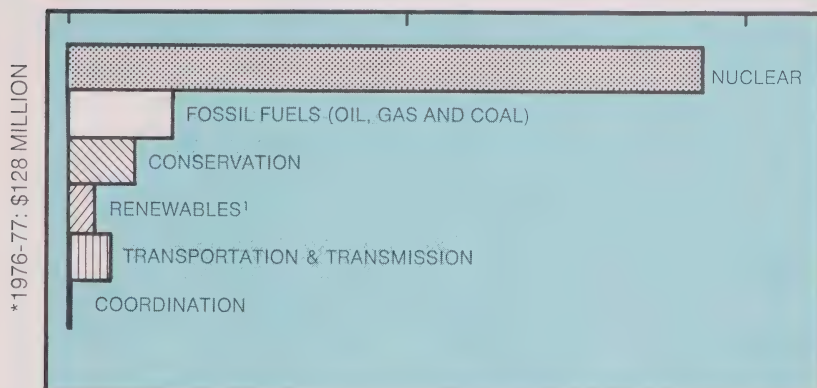 *1976-77: $128 MILLION
NUCLEAR
FOSSIL FUELS (OIL, GAS AND COAL)
CONSERVATION
RENEWABLES¹
TRANSPORTATION & TRANSMISSION
COORDINATION